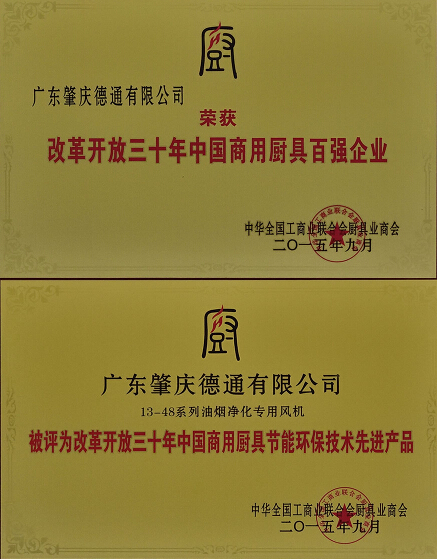 广东肇庆德通有限公司
荣获
改革开放三十年中国商用厨具百强企业
中华全国工商业联合会厨具业商会
二〇一五年九月
广东肇庆德通有限公司
13-48系列油烟净化专用风机
被评为改革开放三十年中国商用厨具节能环保技术先进产品
中华全国工商业联合会厨具业商会
二〇一五年九月